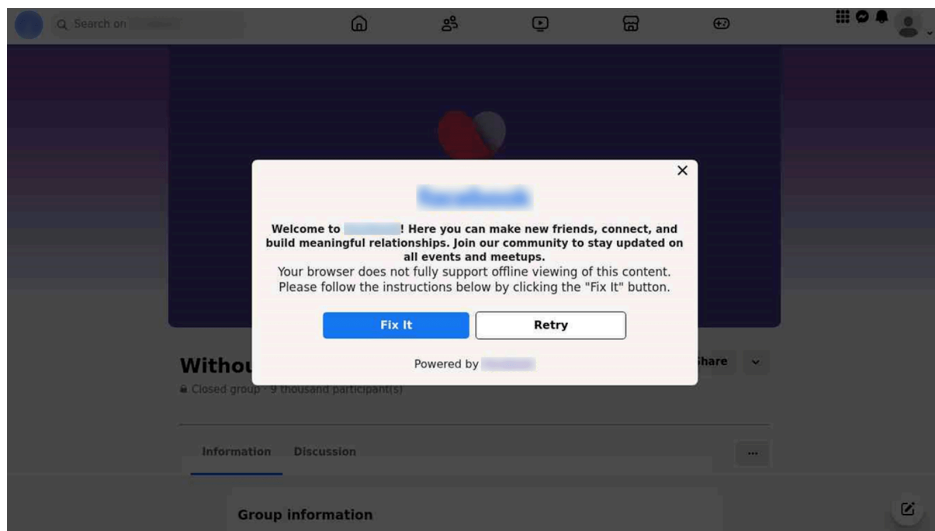 Search on
Welcome to ! Here you can make new friends, connect, and
build meaningful relationships. Join our community to stay updated on
all events and meetups.
Your browser does not fully support offline viewing of this content.
Please follow the instructions below by clicking the "Fix It" button.
Fix It
Retry
Powered by
Withou
hare
Closed group · 9 thousand participant(s)
Information
Discussion
Group information